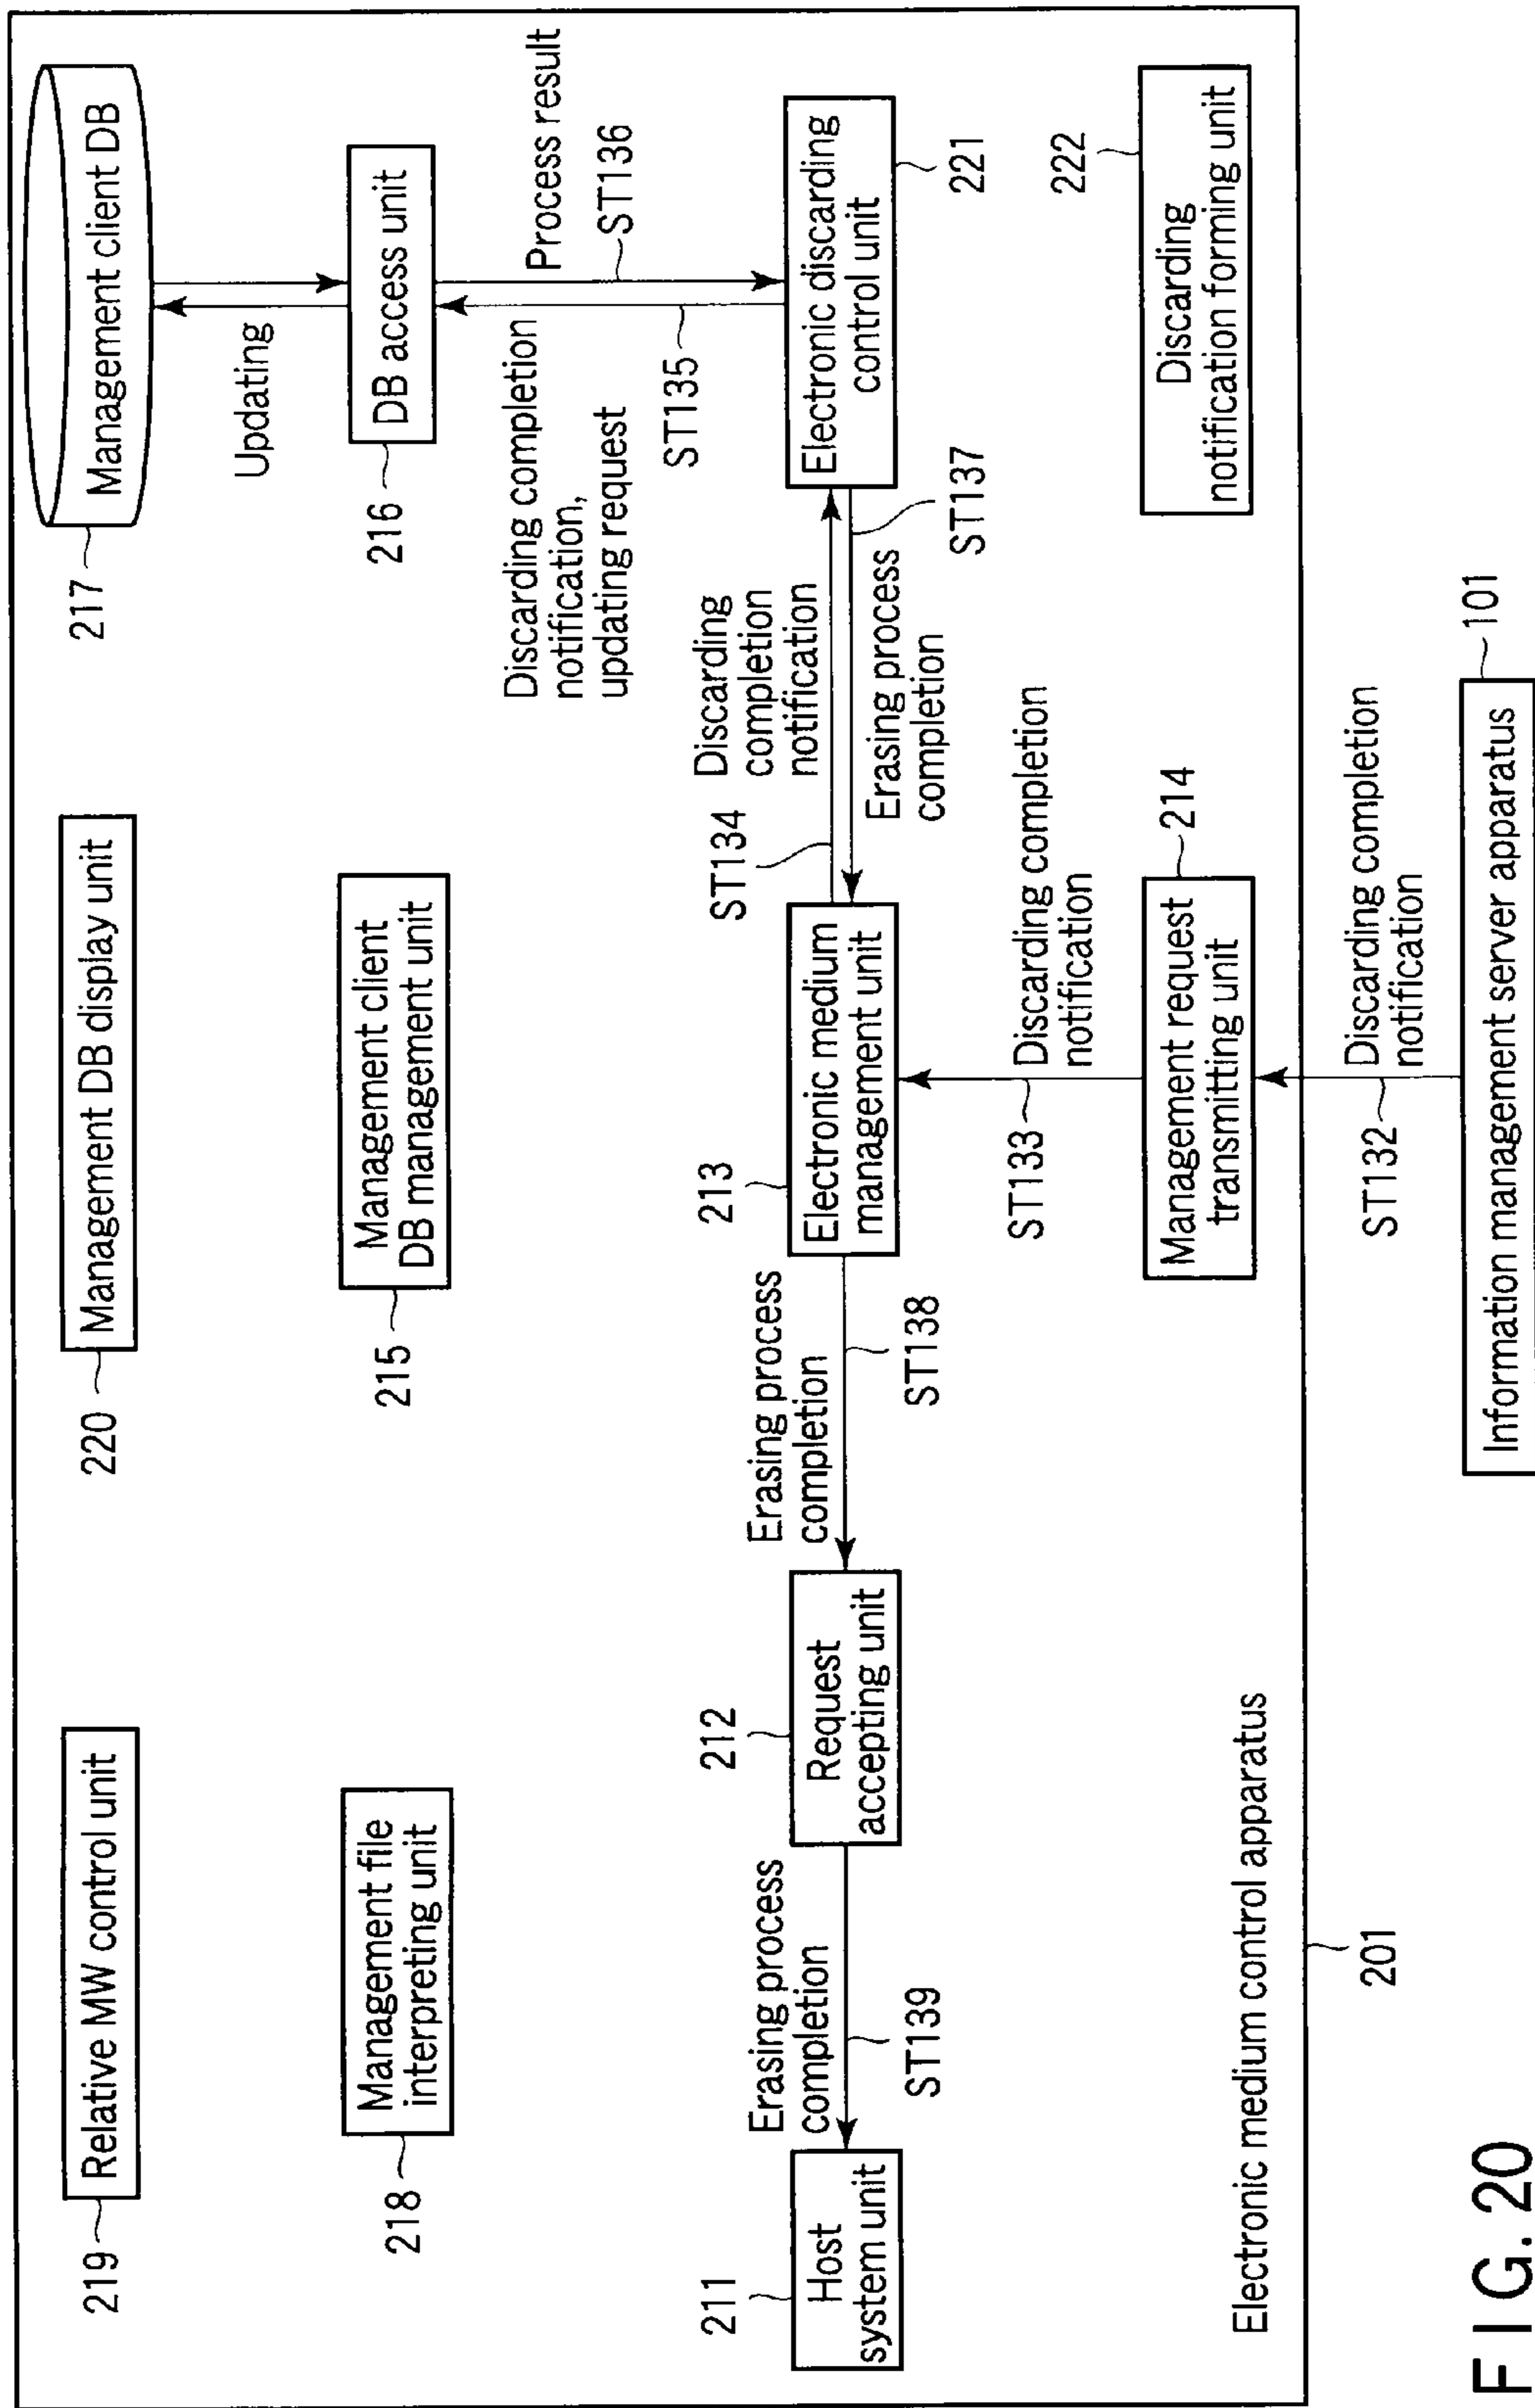 219
Relative MW control unit
220
Management DB display unit
217
Management client DB
Updating
218
Management file
interpreting unit
215
Management client
DB management unit
216
DB access unit
Discarding completion
notification,
updating request
Process result
ST135
ST136
211
Host
system unit
Erasing process
completion
ST139
212
Request
accepting unit
Erasing process
completion
ST138
213
Electronic medium
management unit
ST134
Discarding
completion
notification
Erasing process
completion
ST137
Electronic discarding
control unit
221
ST133
Discarding completion
notification
Management request
transmitting unit
214
222
Discarding
notification forming unit
Electronic medium control apparatus
201
ST132
Discarding completion
notification
Information management server apparatus
101
FIG. 20